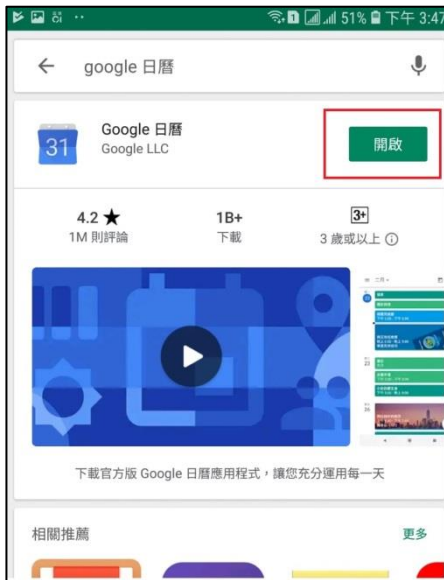 51% 下午 3:47
google 日曆
31
Google 日曆
Google LLC
開啟
4.2 ★
1B+
3+
1M 則評論
下載
3 歲或以上
下載官方版 Google 日曆應用程式，讓您充分運用每一天
相關推薦
更多